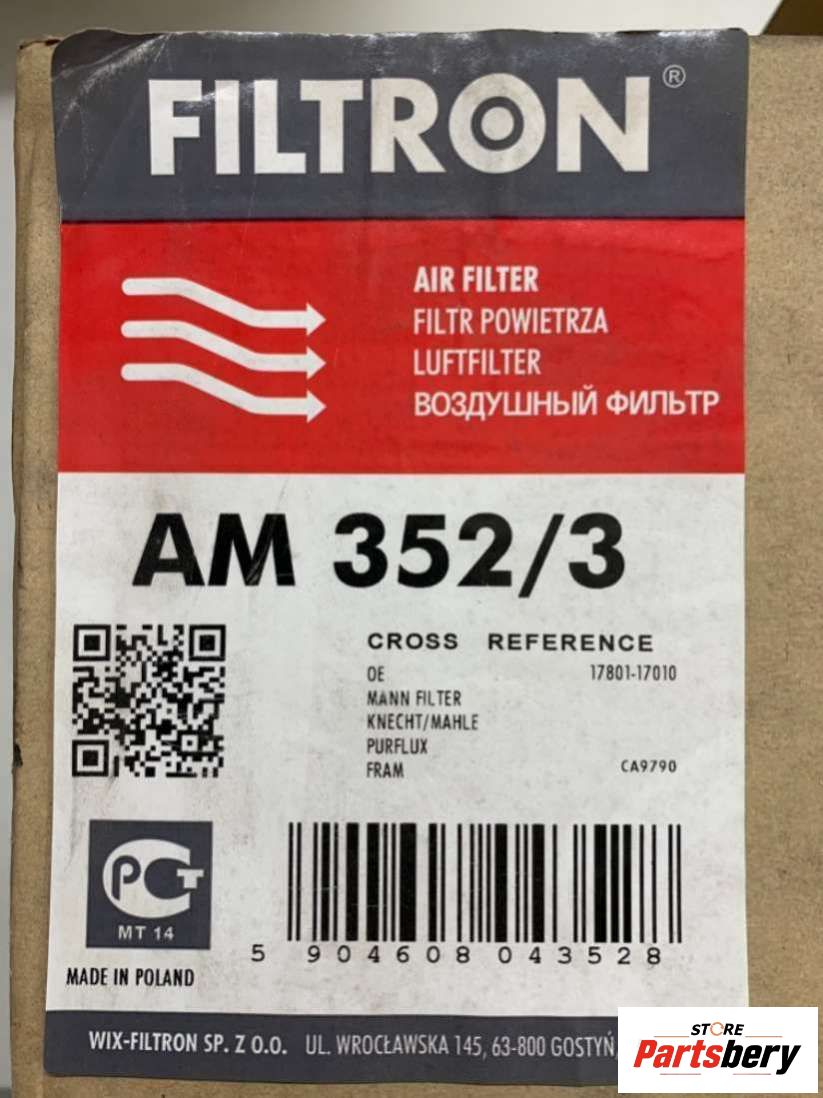 FILTRON®
AIR FILTER
FILTR POWIETRZA
LUFTFILTER
ВОЗДУШНЫЙ ФИЛЬТР
AM 352/3
CROSS REFERENCE
OE 17801-17010
MANN FILTER
KNECHT/MAHLE
PURFLUX
FRAM CA9790
РСТ
MT 14
5 904608 043528
MADE IN POLAND
WIX-FILTRON SP. Z O.O. UL. WROCŁAWSKA 145, 63-800 GOSTYŃ,
STORE
Partsbery